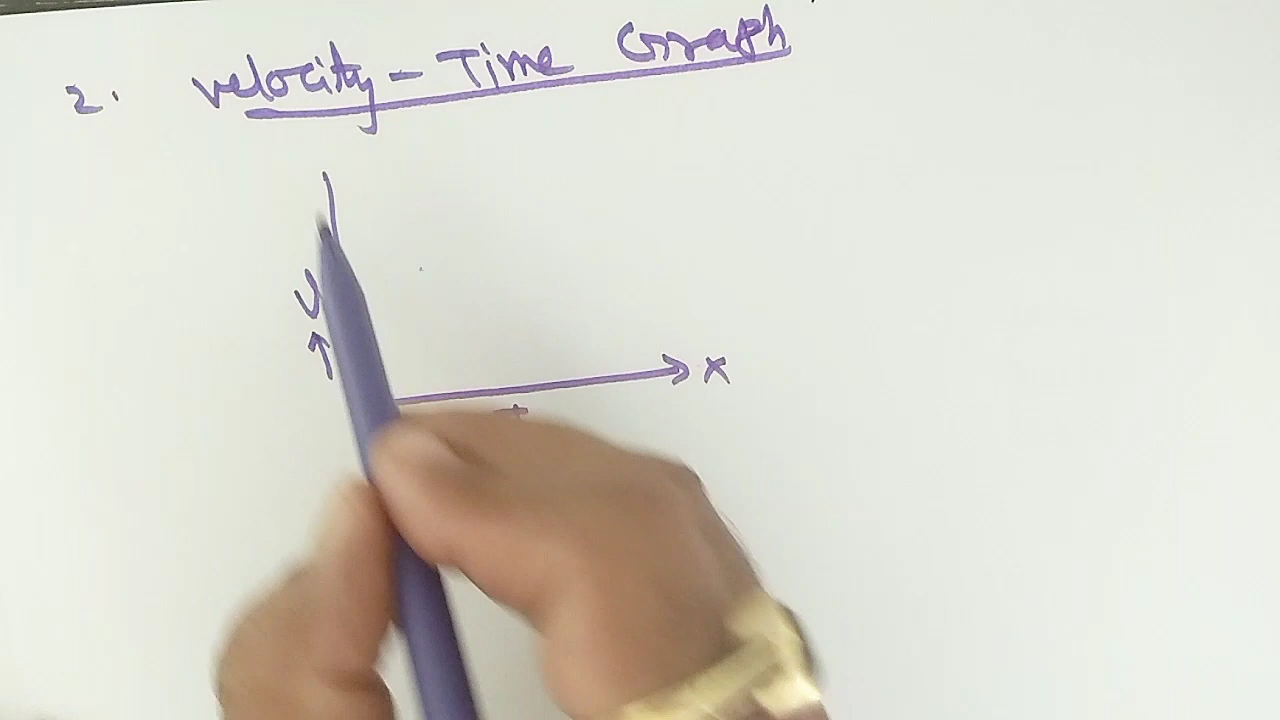 2. velocity - Time Graph
v
↑
x
t